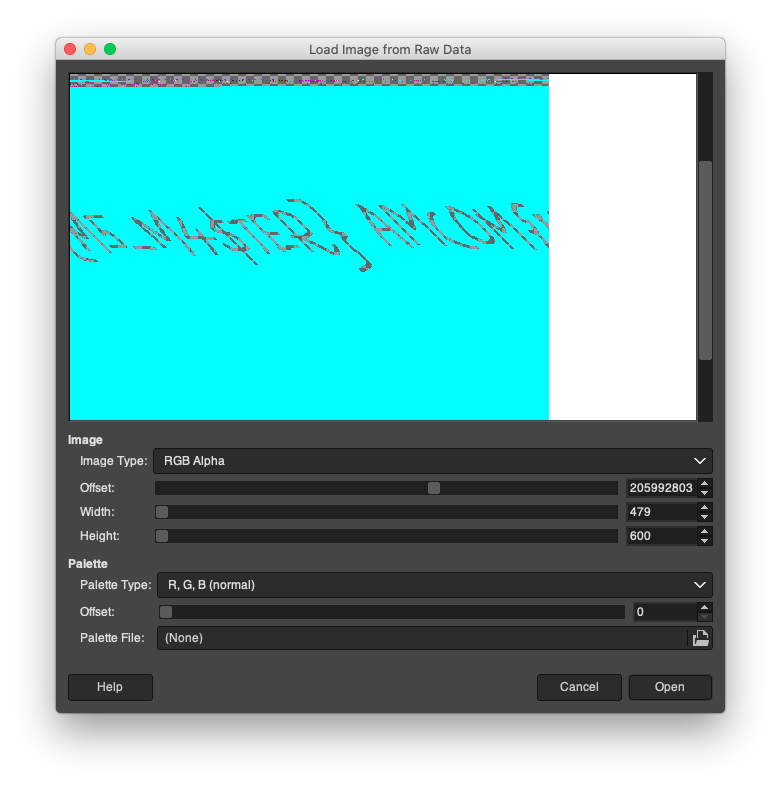 Load Image from Raw Data
Image
Image Type: RGB Alpha
Offset: 205992803
Width: 479
Height: 600
Palette
Palette Type: R, G, B (normal)
Offset: 0
Palette File: (None)
Help Cancel Open